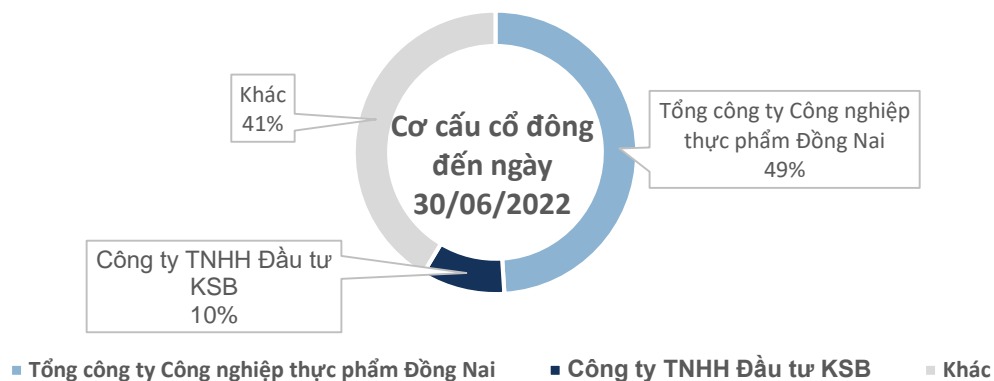 Khác
41%
Cơ cấu cổ đông
đến ngày
30/06/2022
Tổng công ty Công nghiệp
thực phẩm Đồng Nai
49%
Công ty TNHH Đầu tư
KSB
10%
Tổng công ty Công nghiệp thực phẩm Đồng Nai
Công ty TNHH Đầu tư KSB
Khác